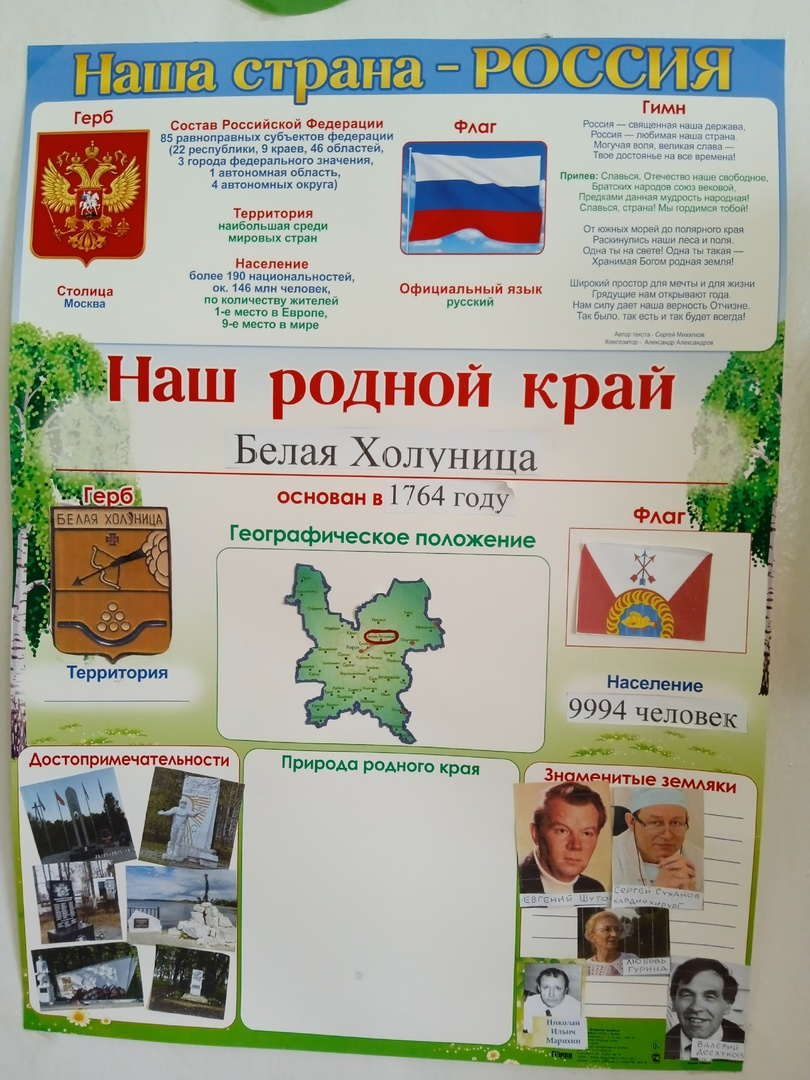 Наша страна - РОССИЯ
Герб
Столица
Москва
Состав Российской Федерации
85 равноправных субъектов федерации
(22 республики, 9 краев, 46 областей,
3 города федерального значения,
1 автономная область,
4 автономных округа)
Территория
наибольшая среди
мировых стран
Население
более 190 национальностей,
ок. 146 млн человек,
по количеству жителей
1-е место в Европе,
9-е место в мире
Флаг
Официальный язык
русский
Гимн
Россия — священная наша держава,
Россия — любимая наша страна.
Могучая воля, великая слава —
Твое достоянье на все времена!
Припев: Славься, Отечество наше свободное,
Братских народов союз вековой,
Предками данная мудрость народная!
Славься, страна! Мы гордимся тобой!
От южных морей до полярного края
Раскинулись наши леса и поля.
Одна ты на свете! Одна ты такая —
Хранимая Богом родная земля!
Широкий простор для мечты и для жизни
Грядущие нам открывают года.
Нам силу дает наша верность Отчизне.
Так было, так есть и так будет всегда!
Автор текста - Сергей Михалков
Композитор - Александр Александров
Наш родной край
Белая Холуница
основан в 1764 году
Герб
БЕЛАЯ ХОЛУНИЦА
Территория
Географическое положение
Киров
Флаг
Население
9994 человек
Достопримечательности
Природа родного края
Знаменитые земляки
ЕВГЕНИЙ ШУТО
СЕРГЕЙ СУХАНОВ
КАРДИОХИРУРГ
ЛЮБОВЬ
ГУРИНА
Николай
Ильич
Марихин
ВАЛЕРИЙ